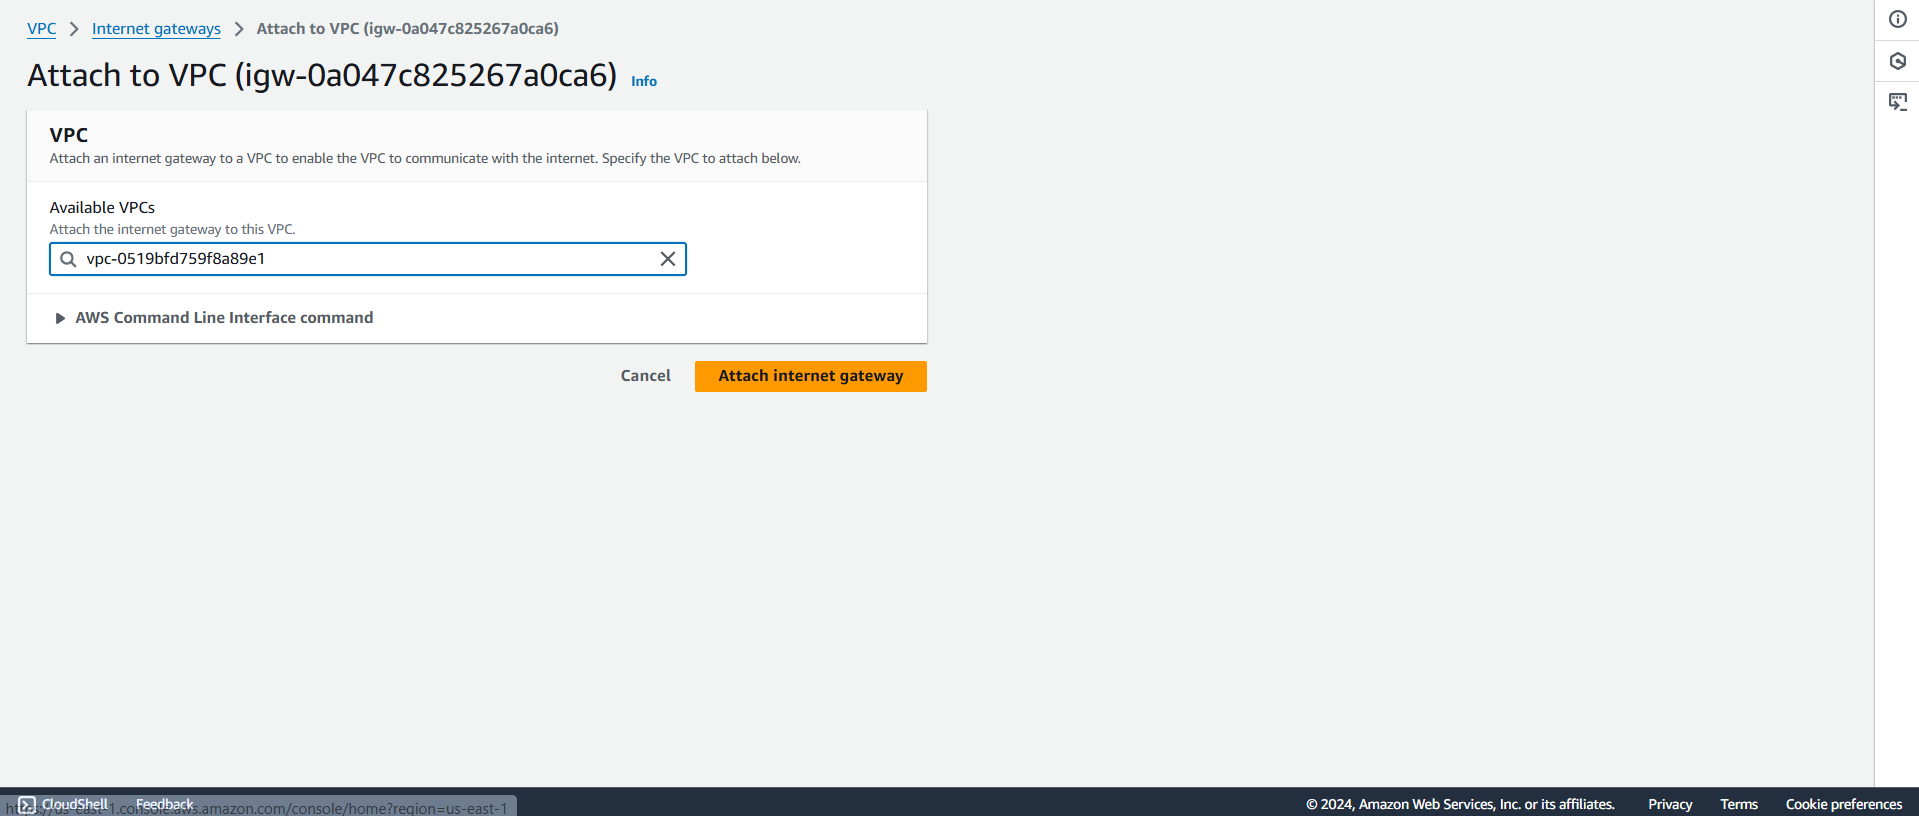 VPC > Internet gateways > Attach to VPC (igw-0a047c825267a0ca6)
Attach to VPC (igw-0a047c825267a0ca6) Info
VPC
Attach an internet gateway to a VPC to enable the VPC to communicate with the internet. Specify the VPC to attach below.
Available VPCs
Attach the internet gateway to this VPC.
vpc-0519bfd759f8a89e1
AWS Command Line Interface command
Cancel Attach internet gateway
CloudShell Feedback © 2024, Amazon Web Services, Inc. or its affiliates. Privacy Terms Cookie preferences
https://us-east-1.console.aws.amazon.com/console/home?region=us-east-1